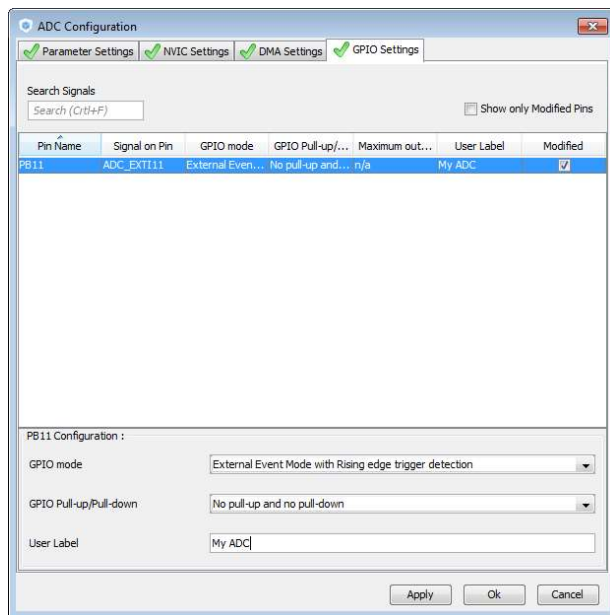 ADC Configuration
Parameter Settings NVIC Settings DMA Settings GPIO Settings
Search Signals
Search (Crtl+F)
Show only Modified Pins
Pin Name Signal on Pin GPIO mode GPIO Pull-up/... Maximum out... User Label Modified
PB11 ADC_EXTI11 External Even... No pull-up and... n/a My ADC
PB11 Configuration :
GPIO mode External Event Mode with Rising edge trigger detection
GPIO Pull-up/Pull-down No pull-up and no pull-down
User Label My ADC
Apply Ok Cancel